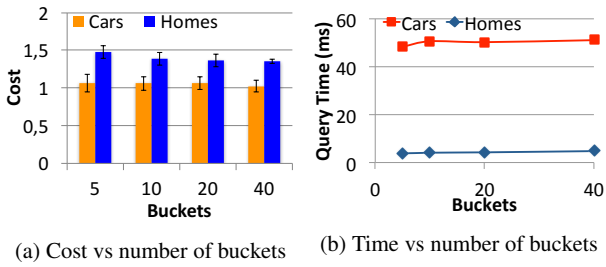 Cars Homes
2
1,5
1
0,5
0
Cost
5 10 20 40
Buckets
(a) Cost vs number of buckets
Cars Homes
60
40
20
0
Query Time (ms)
0 20 40
Buckets
(b) Time vs number of buckets